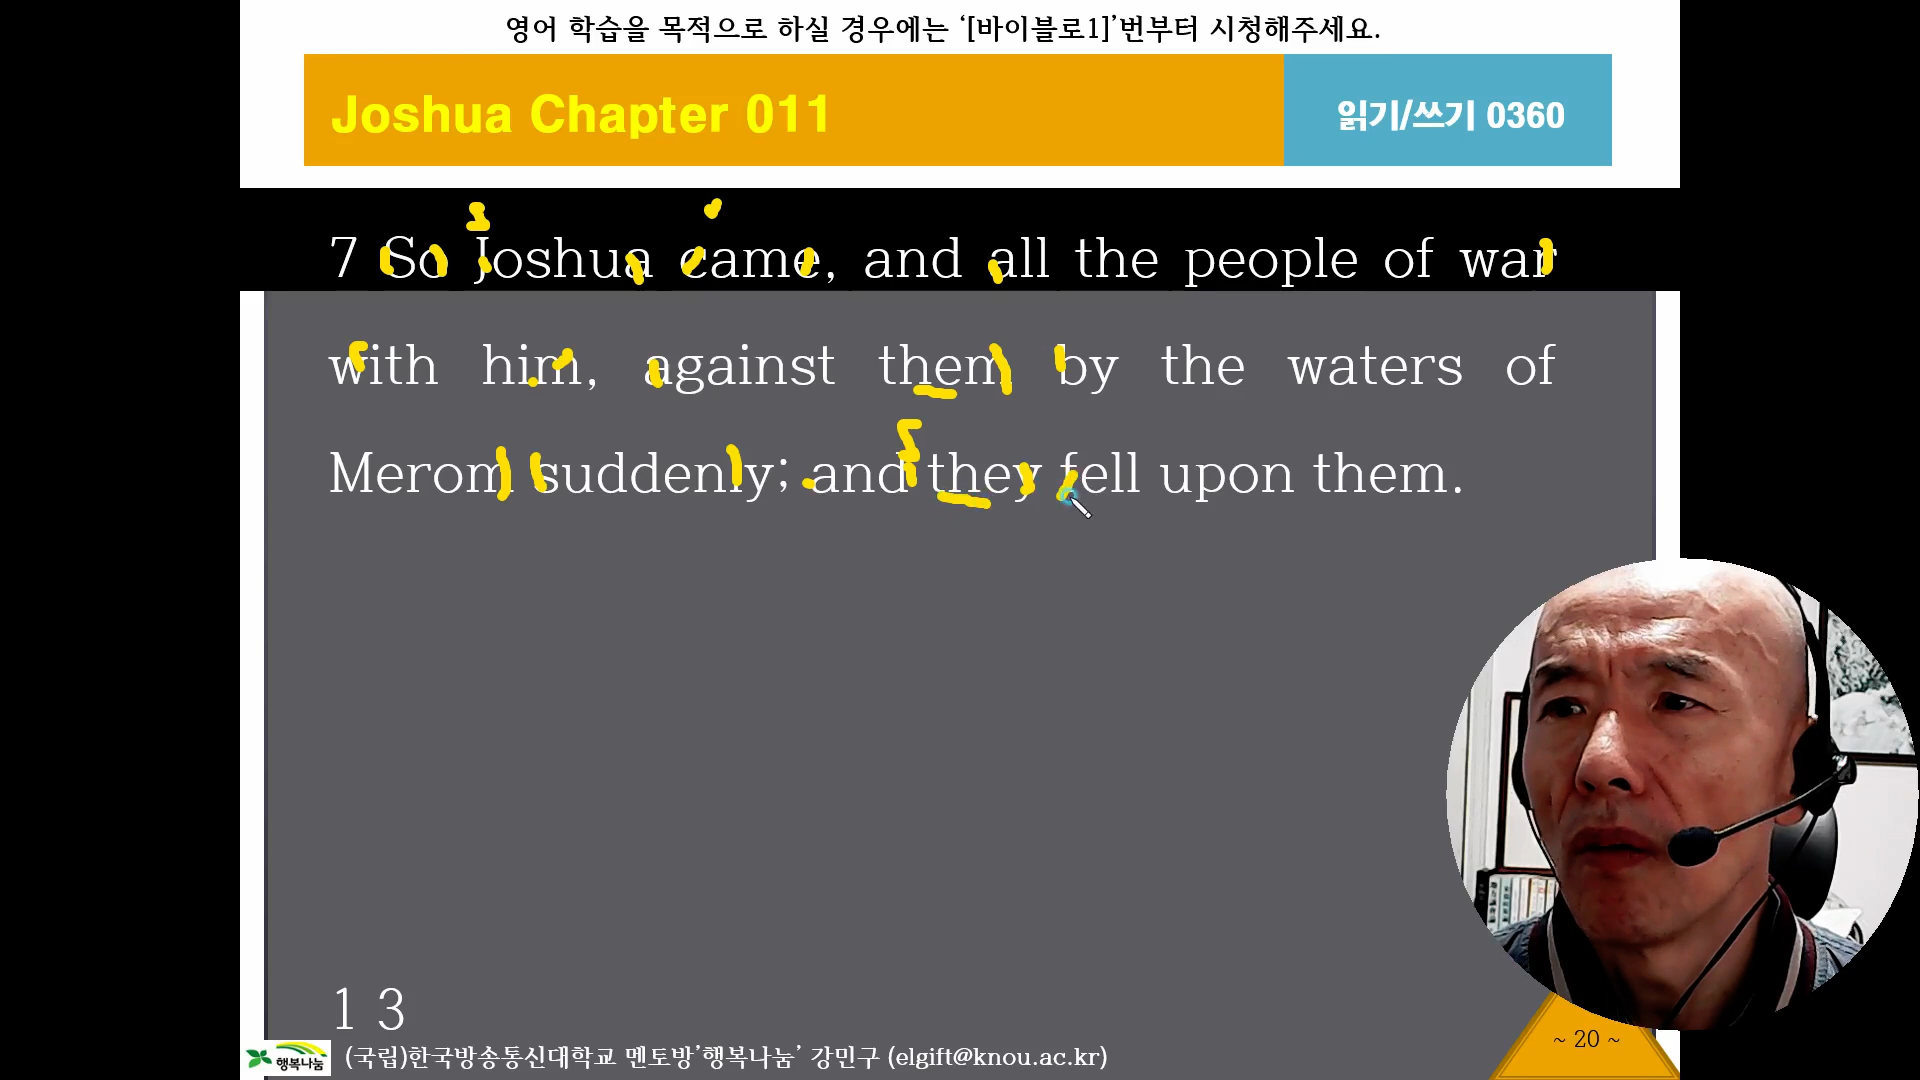 영어 학습을 목적으로 하실 경우에는 ‘[바이블로1]’번부터 시청해주세요.
Joshua Chapter 011
읽기/쓰기 0360
7 So Joshua came, and all the people of war
with him, against them by the waters of
Merom suddenly; and they fell upon them.
1 3
행복나눔
(국립)한국방송통신대학교 멘토방’행복나눔’ 강민구 (elgift@knou.ac.kr)
~ 20 ~